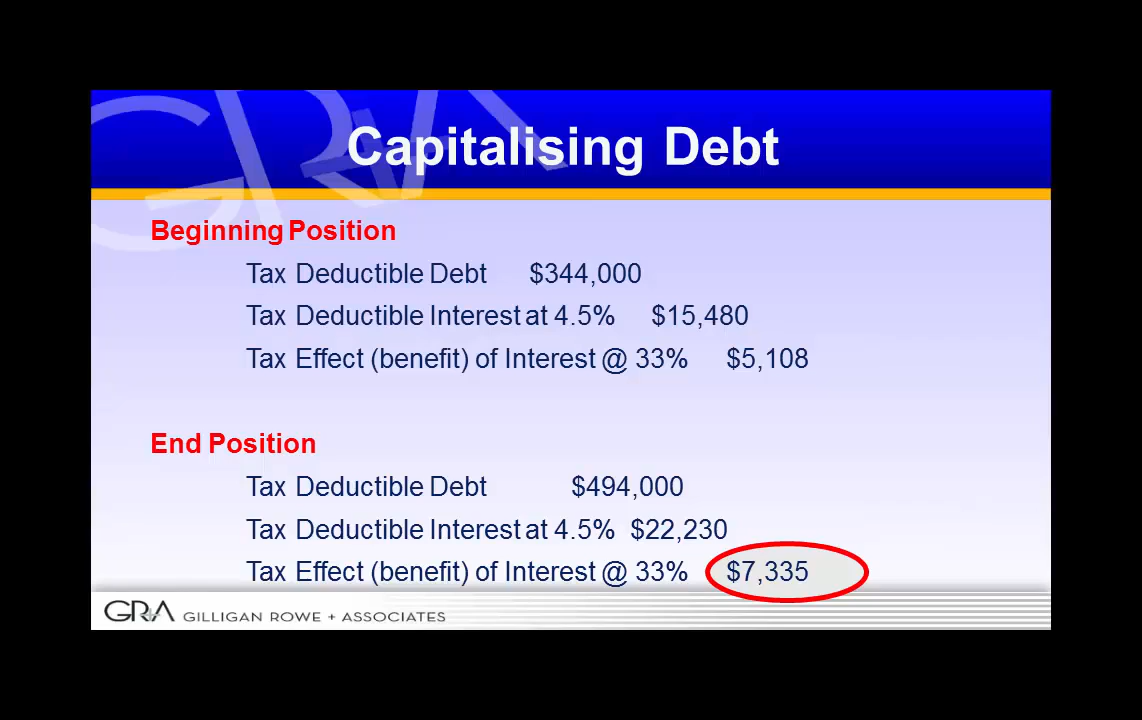 GRA
Capitalising Debt
Beginning Position
Tax Deductible Debt $344,000
Tax Deductible Interest at 4.5% $15,480
Tax Effect (benefit) of Interest @ 33% $5,108
End Position
Tax Deductible Debt $494,000
Tax Deductible Interest at 4.5% $22,230
Tax Effect (benefit) of Interest @ 33% $7,335
GRA GILLIGAN ROWE + ASSOCIATES